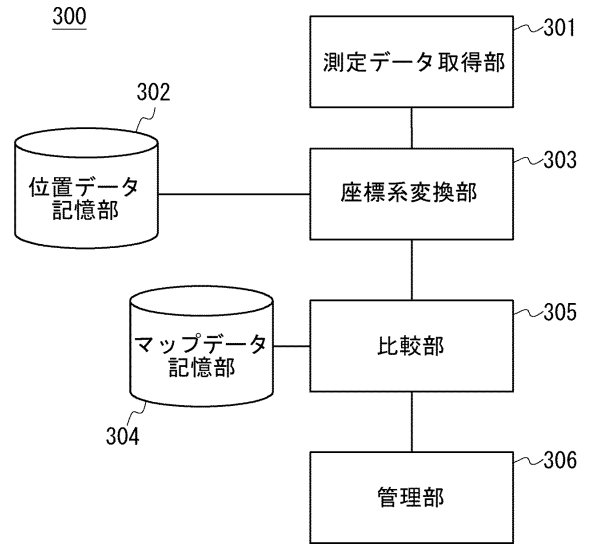 300
301
測定データ取得部
302
位置データ
記憶部
303
座標系変換部
304
マップデータ
記憶部
305
比較部
306
管理部